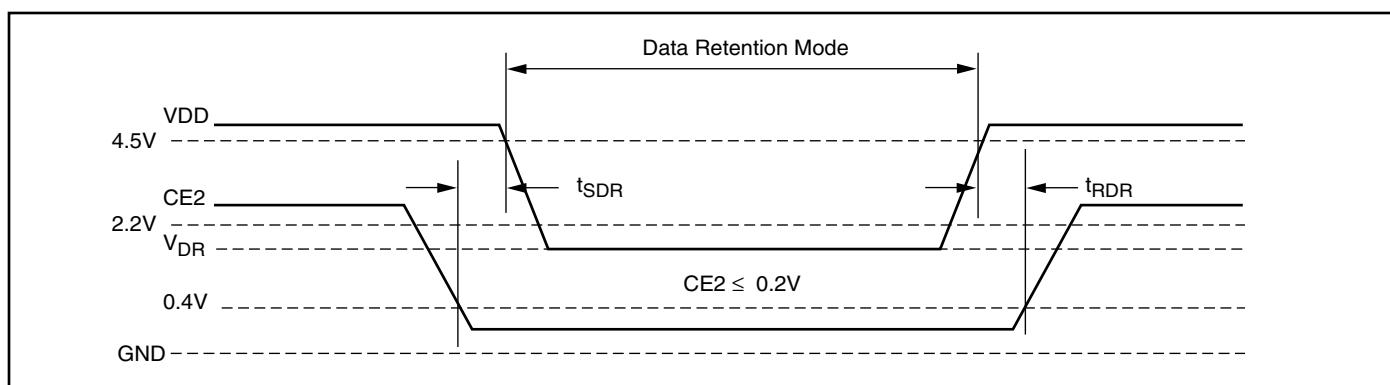 Data Retention Mode
VDD
4.5V
tSDR
tRDR
CE2
2.2V
VDR
CE2 ≤ 0.2V
0.4V
GND